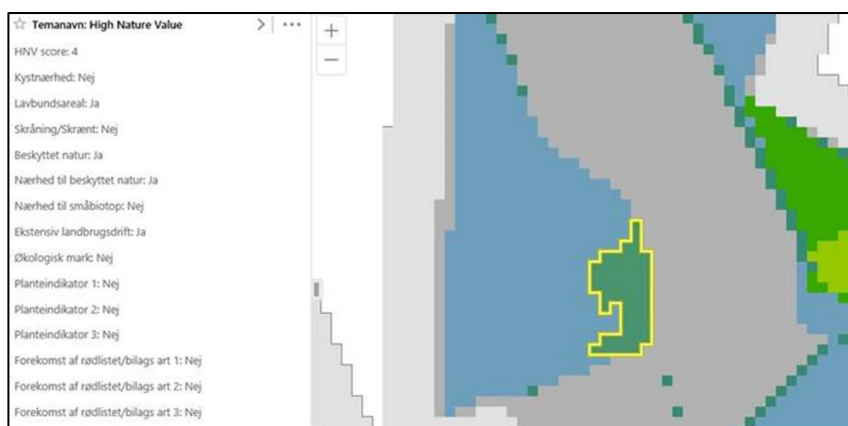 Temanavn: High Nature Value
HNV score: 4
Kystnærhed: Nej
Lavbundsareal: Ja
Skråning/Skrænt: Nej
Beskyttet natur: Ja
Nærhed til beskyttet natur: Ja
Nærhed til småbiotop: Nej
Ekstensiv landbrugsdrift: Ja
Økologisk mark: Nej
Planteindikator 1: Nej
Planteindikator 2: Nej
Planteindikator 3: Nej
Forekomst af rødlistet/bilags art 1: Nej
Forekomst af rødlistet/bilags art 2: Nej
Forekomst af rødlistet/bilags art 3: Nej